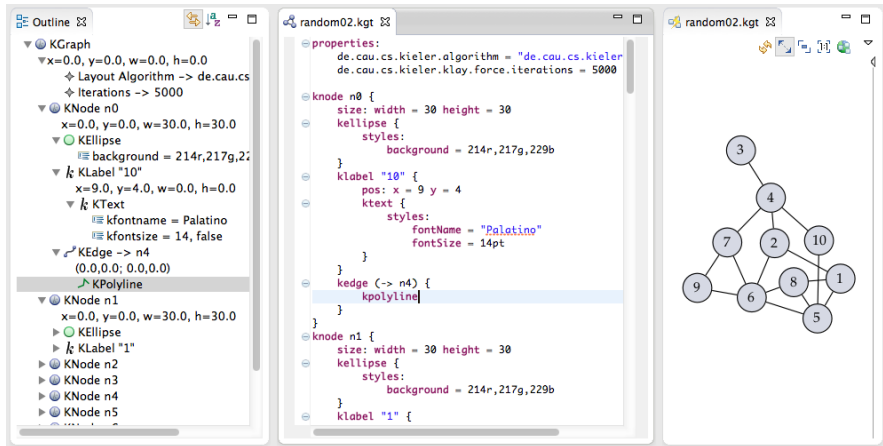 Outline
KGraph
x=0.0, y=0.0, w=0.0, h=0.0
Layout Algorithm -> de.cau.cs
Iterations -> 5000
KNode n0
x=0.0, y=0.0, w=30.0, h=30.0
KEllipse
background = 214r,217g,22
KLabel "10"
x=9.0, y=4.0, w=0.0, h=0.0
KText
kfontname = Palatino
kfontsize = 14, false
KEdge -> n4
(0.0,0.0; 0.0,0.0)
KPolyline
KNode n1
x=0.0, y=0.0, w=30.0, h=30.0
KEllipse
KLabel "1"
KNode n2
KNode n3
KNode n4
KNode n5
random02.kgt
properties:
de.cau.cs.kieler.algorithm = "de.cau.cs.kieler
de.cau.cs.kieler.klay.force.iterations = 5000
knode n0 {
size: width = 30 height = 30
kellipse {
styles:
background = 214r,217g,229b
}
klabel "10" {
pos: x = 9 y = 4
ktext {
styles:
fontName = "Palatino"
fontSize = 14pt
}
}
kedge (-> n4) {
kpolyline
}
}
knode n1 {
size: width = 30 height = 30
kellipse {
styles:
background = 214r,217g,229b
}
klabel "1" {
random02.kgt
1:1
3
4
7
2
10
9
6
8
1
5